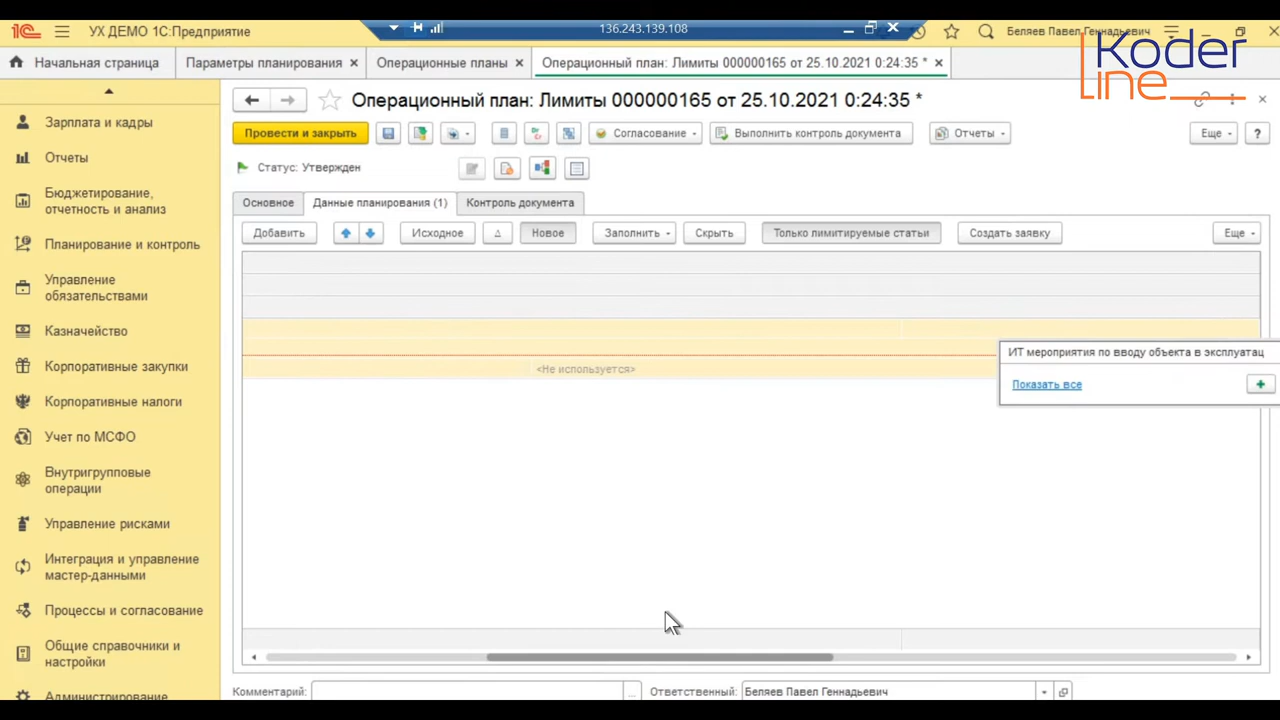 УХ ДЕМО 1С:Предприятие
136.243.139.108
Беляев Павел Геннадьевич
Koder
line
Начальная страница
Параметры планирования ×
Операционные планы ×
Операционный план: Лимиты 000000165 от 25.10.2021 0:24:35 * ×
Операционный план: Лимиты 000000165 от 25.10.2021 0:24:35 *
Провести и закрыть
Согласование
Выполнить контроль документа
Отчеты
Еще
?
Статус: Утвержден
Основное
Данные планирования (1)
Контроль документа
Добавить
Исходное
Δ
Новое
Заполнить
Скрыть
Только лимитируемые статьи
Создать заявку
Еще
<Не используется>
ИТ мероприятия по вводу объекта в эксплуатац
Показать все
Комментарий:
Ответственный:
Беляев Павел Геннадьевич
Зарплата и кадры
Отчеты
Бюджетирование,
отчетность и анализ
Планирование и контроль
Управление
обязательствами
Казначейство
Корпоративные закупки
Корпоративные налоги
Учет по МСФО
Внутригрупповые
операции
Управление рисками
Интеграция и управление
мастер-данными
Процессы и согласование
Общие справочники и
настройки
Администрирование